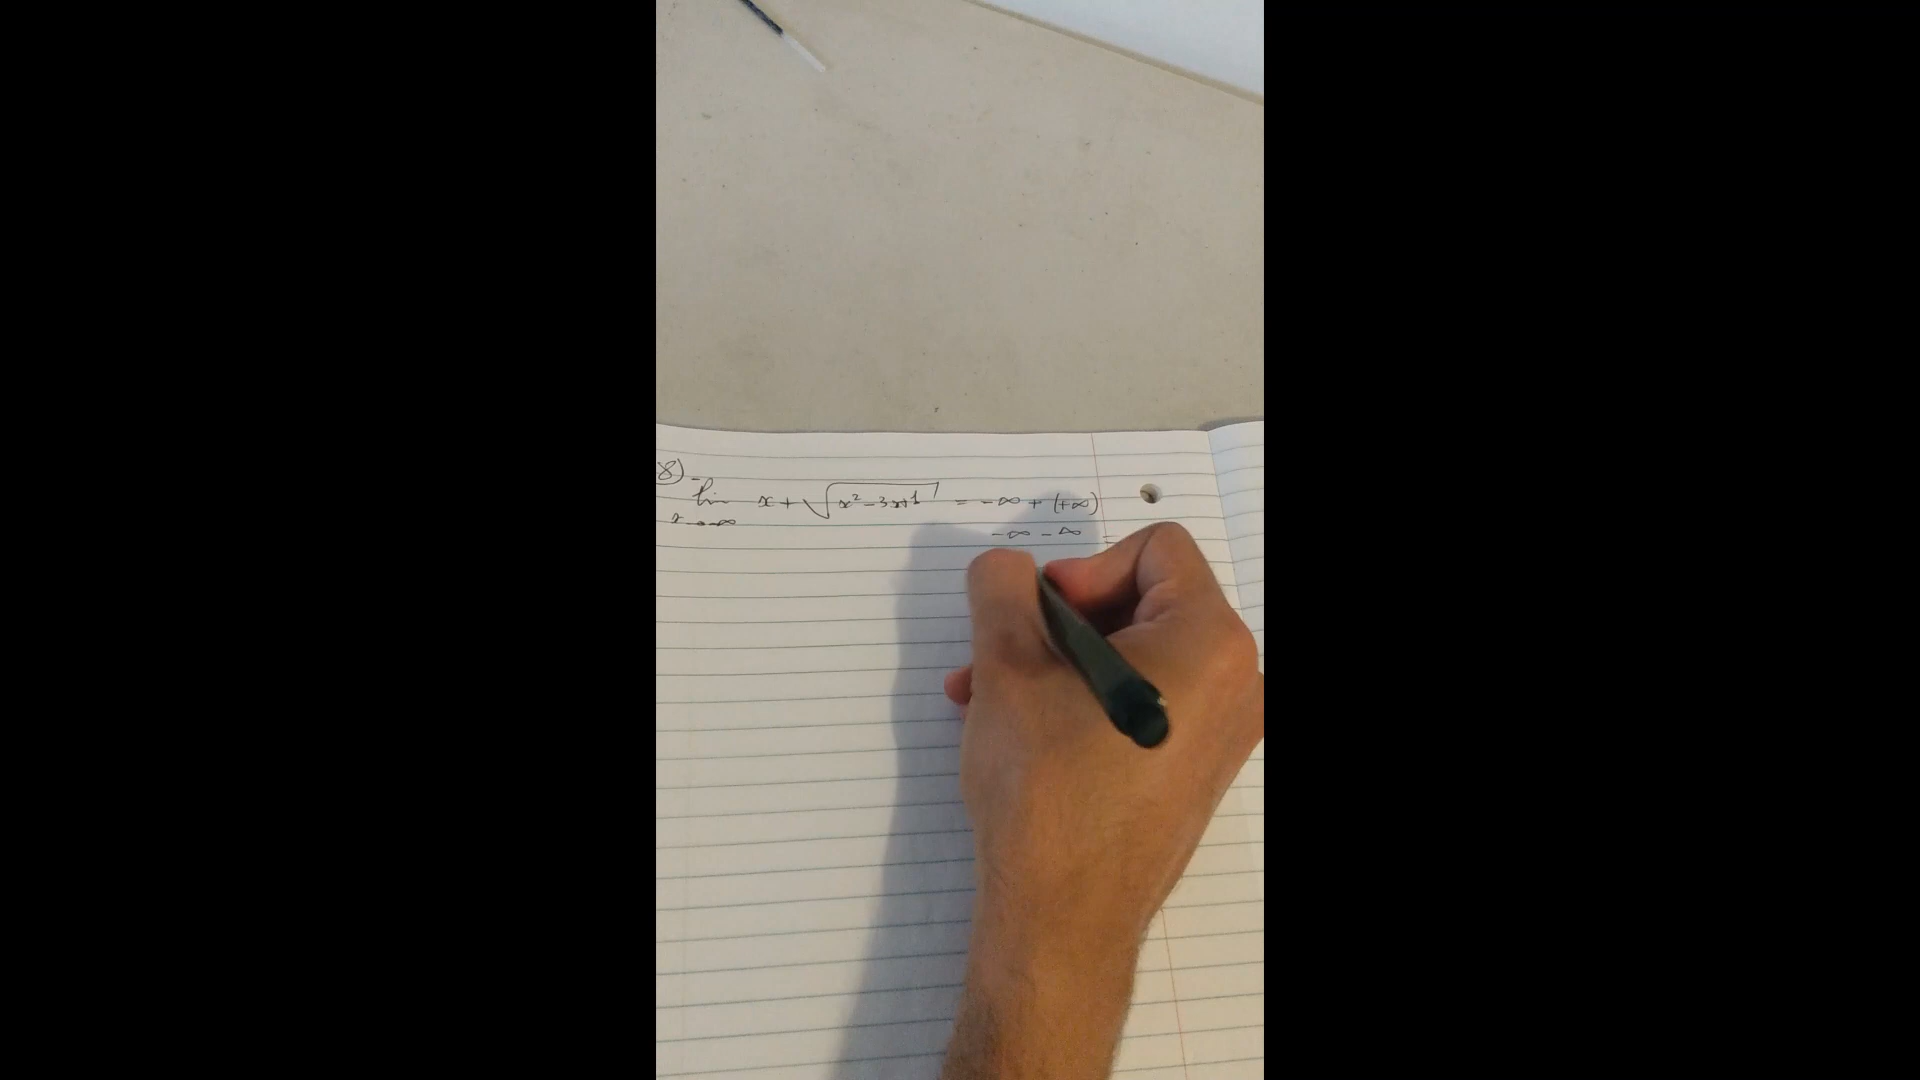 8)
lim x + √(x² - 3x + 1) = -∞ + (+∞)
x → -∞
-∞ - ∞ =